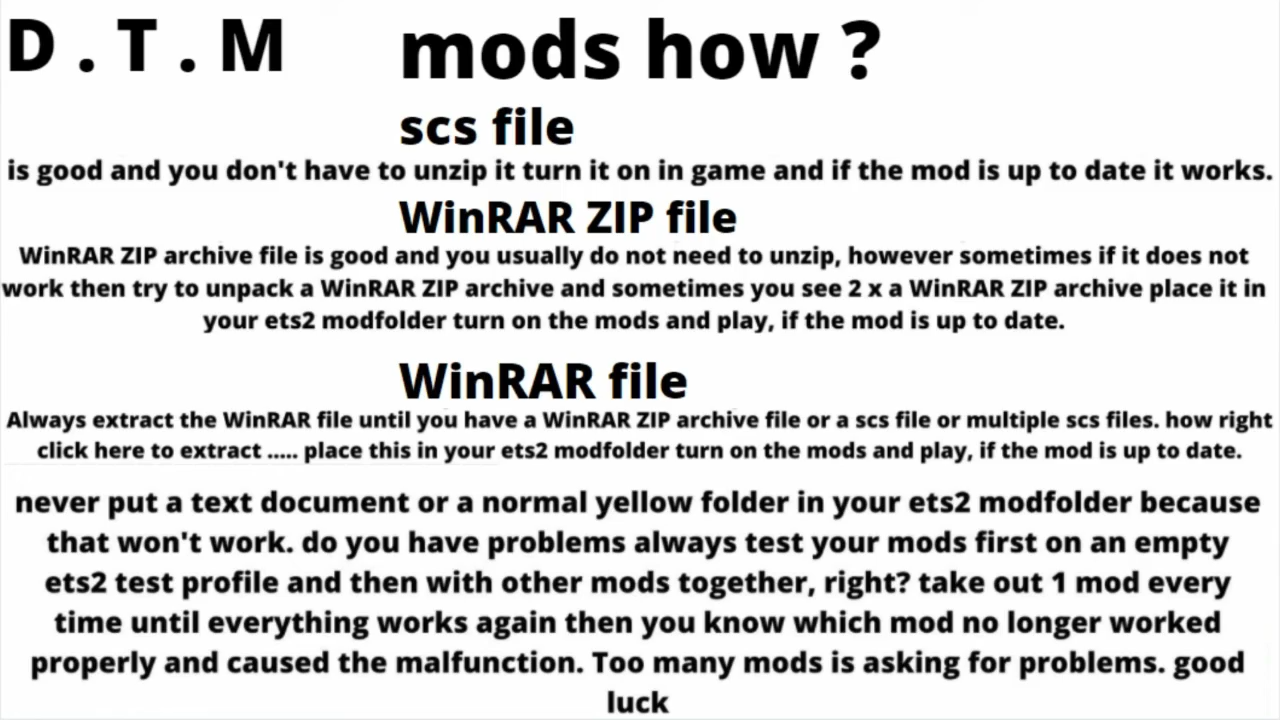 D . T . M mods how ?
scs file
is good and you don't have to unzip it turn it on in game and if the mod is up to date it works.
WinRAR ZIP file
WinRAR ZIP archive file is good and you usually do not need to unzip, however sometimes if it does not
work then try to unpack a WinRAR ZIP archive and sometimes you see 2 x a WinRAR ZIP archive place it in
your ets2 modfolder turn on the mods and play, if the mod is up to date.
WinRAR file
Always extract the WinRAR file until you have a WinRAR ZIP archive file or a scs file or multiple scs files. how right
click here to extract ..... place this in your ets2 modfolder turn on the mods and play, if the mod is up to date.
never put a text document or a normal yellow folder in your ets2 modfolder because
that won't work. do you have problems always test your mods first on an empty
ets2 test profile and then with other mods together, right? take out 1 mod every
time until everything works again then you know which mod no longer worked
properly and caused the malfunction. Too many mods is asking for problems. good
luck